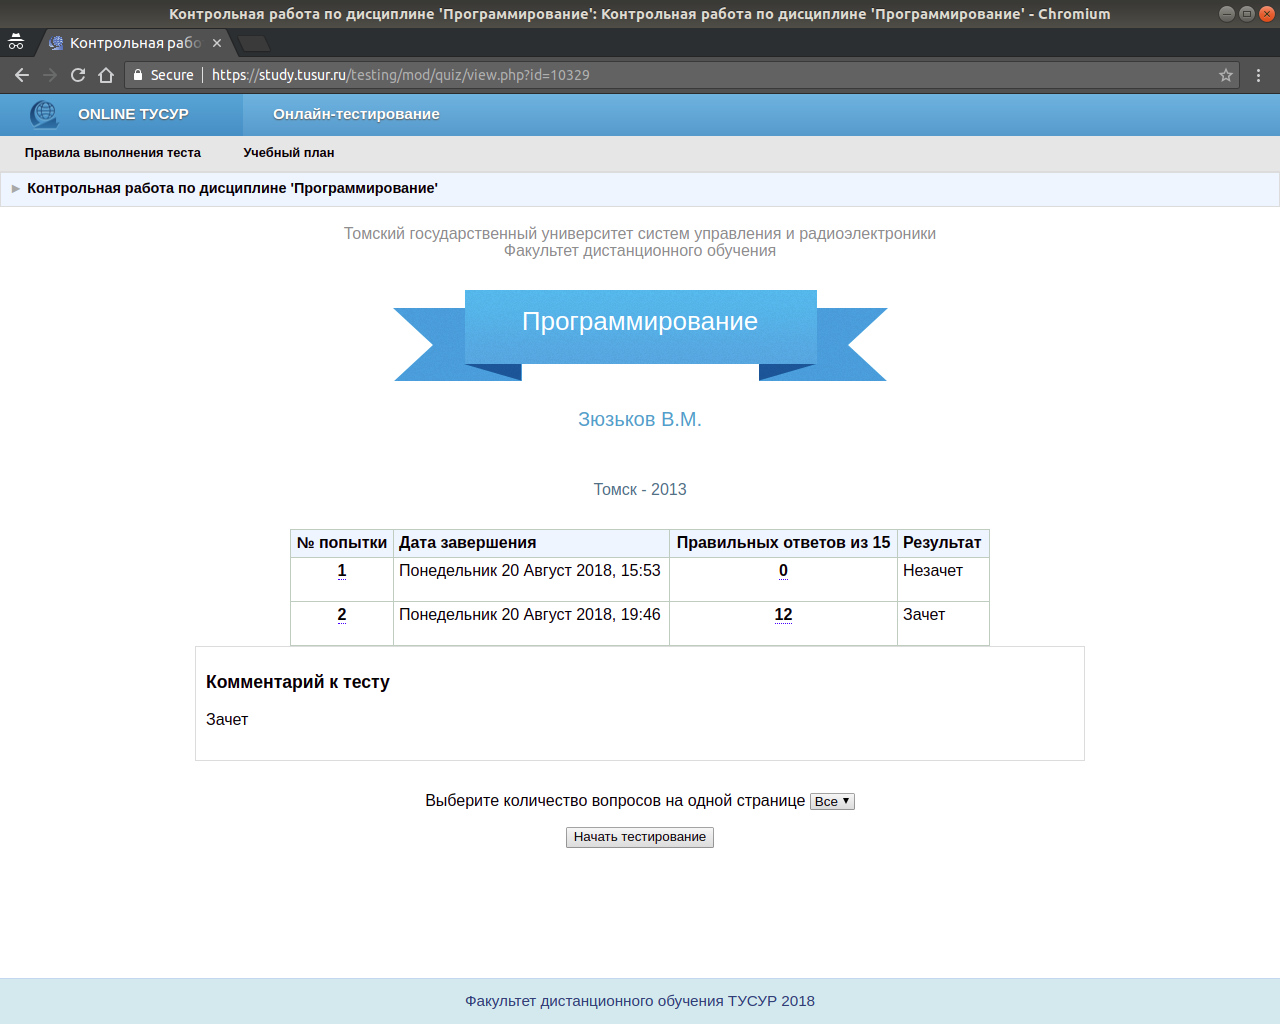 Контрольная работа по дисциплине 'Программирование': Контрольная работа по дисциплине 'Программирование' - Chromium
Контрольная рабо
Secure https://study.tusur.ru/testing/mod/quiz/view.php?id=10329
ONLINE ТУСУР Онлайн-тестирование
Правила выполнения теста Учебный план
Контрольная работа по дисциплине 'Программирование'
Томский государственный университет систем управления и радиоэлектроники
Факультет дистанционного обучения
Программирование
Зюзьков В.М.
Томск - 2013
№ попытки Дата завершения Правильных ответов из 15 Результат
1 Понедельник 20 Август 2018, 15:53 0 Незачет
2 Понедельник 20 Август 2018, 19:46 12 Зачет
Комментарий к тесту
Зачет
Выберите количество вопросов на одной странице Все
Начать тестирование
Факультет дистанционного обучения ТУСУР 2018